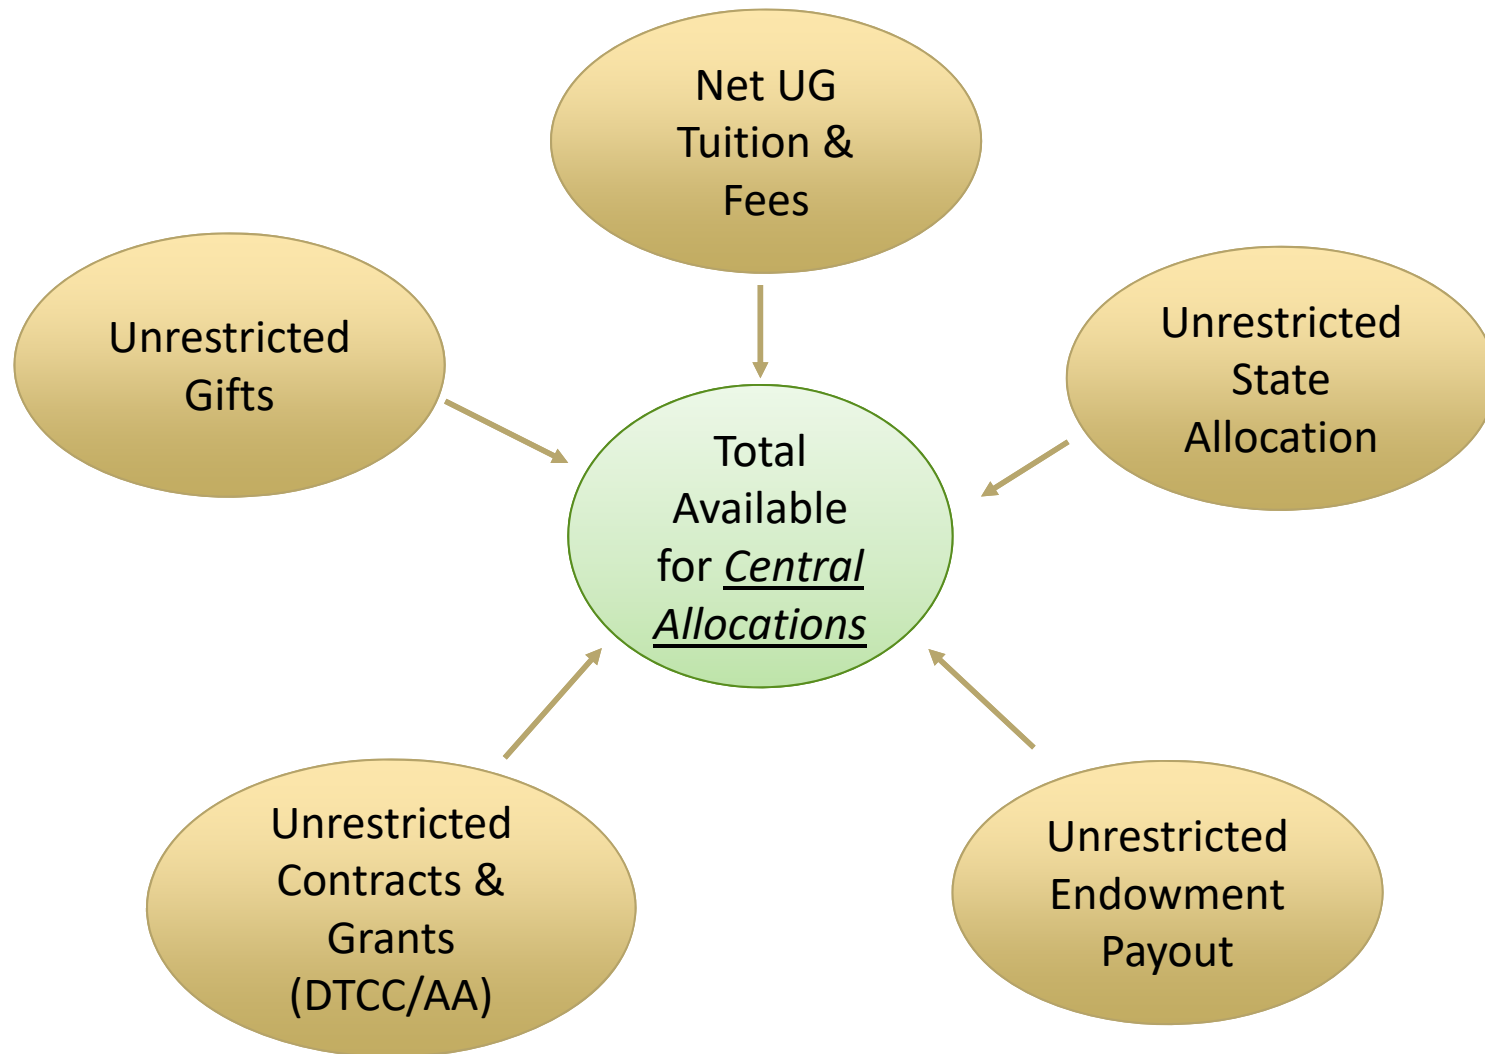 Net UG
Tuition &
Fees
Unrestricted
Gifts
Unrestricted
State
Allocation
Total
Available
for Central
Allocations
Unrestricted
Contracts &
Grants
(DTCC/AA)
Unrestricted
Endowment
Payout